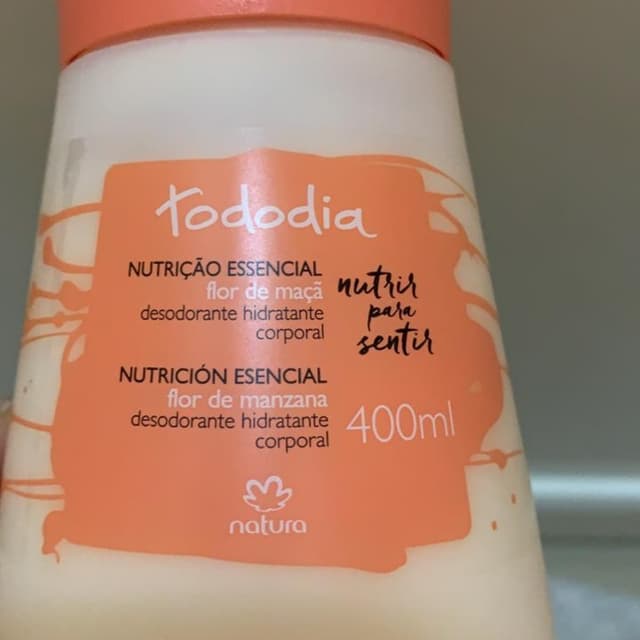 Tododia
NUTRIÇÃO ESSENCIAL
flor de maçã
desodorante hidratante
corporal
nutrir
para
sentir
NUTRICIÓN ESENCIAL
flor de manzana
desodorante hidratante
corporal
400ml
natura